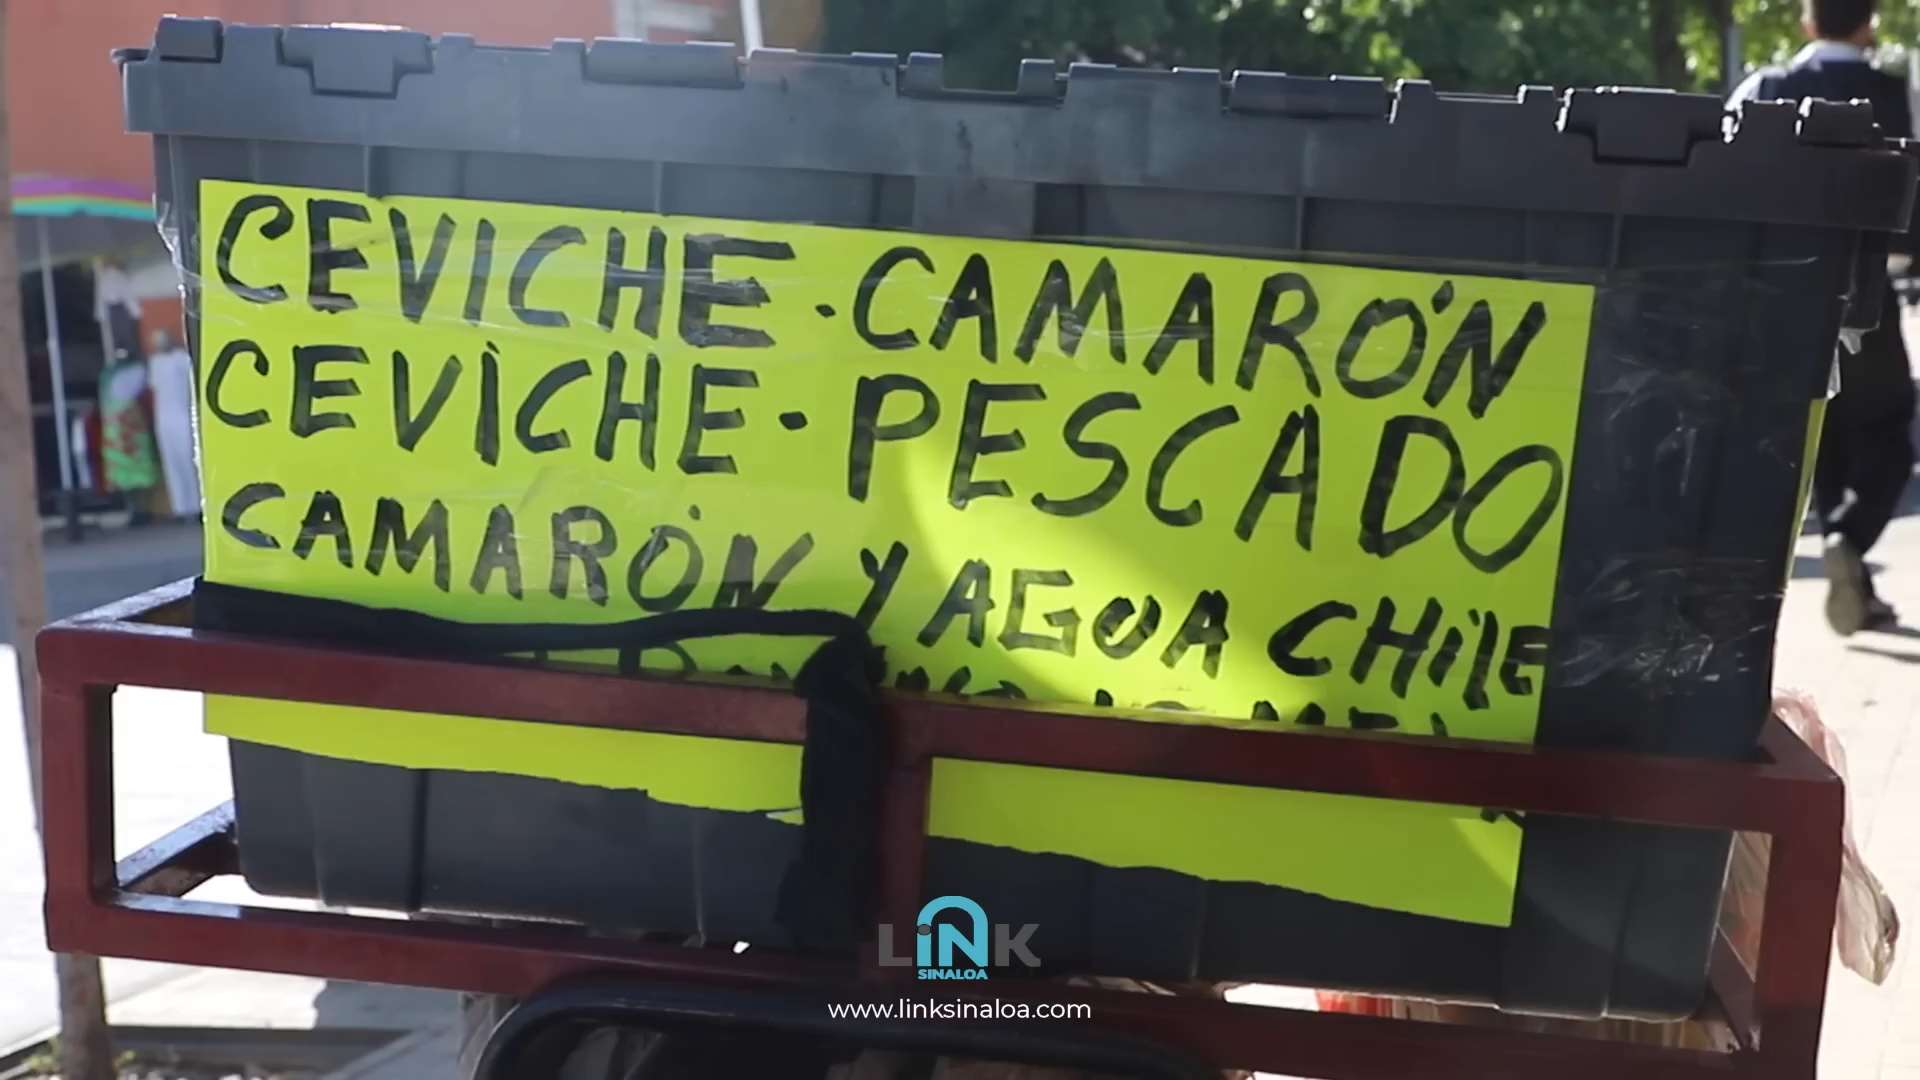 CEVICHE. CAMARÓN
CEVICHE. PESCADO
CAMARÓN Y AGUA CHILE
LiNK
SINALOA
www.linksinaloa.com